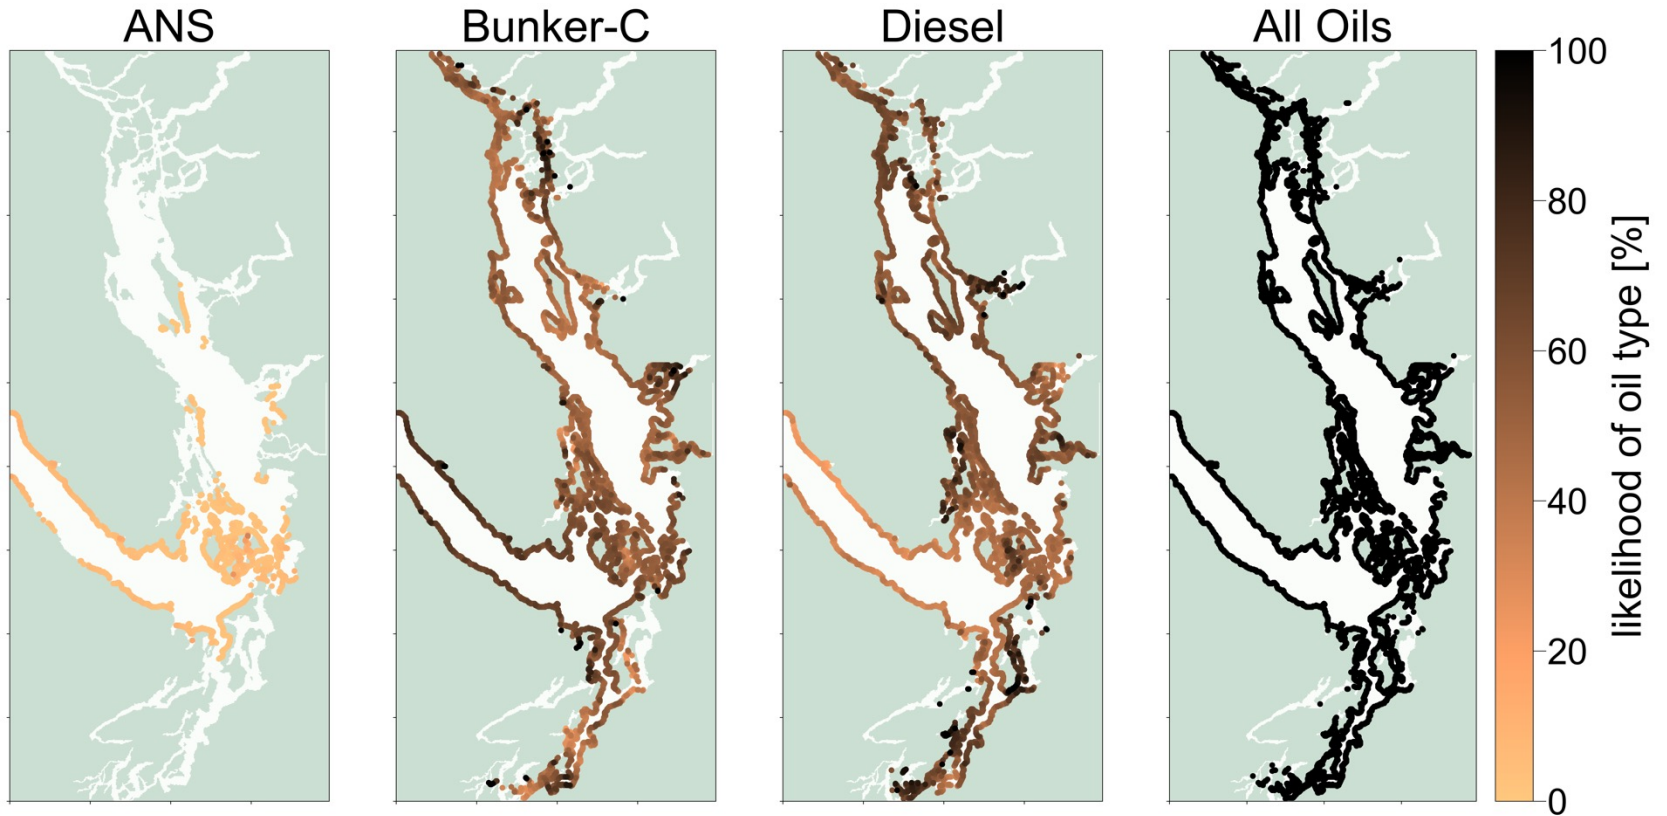 ANS
Bunker-C
Diesel
All Oils
100
80
60
40
20
0
likelihood of oil type [%]